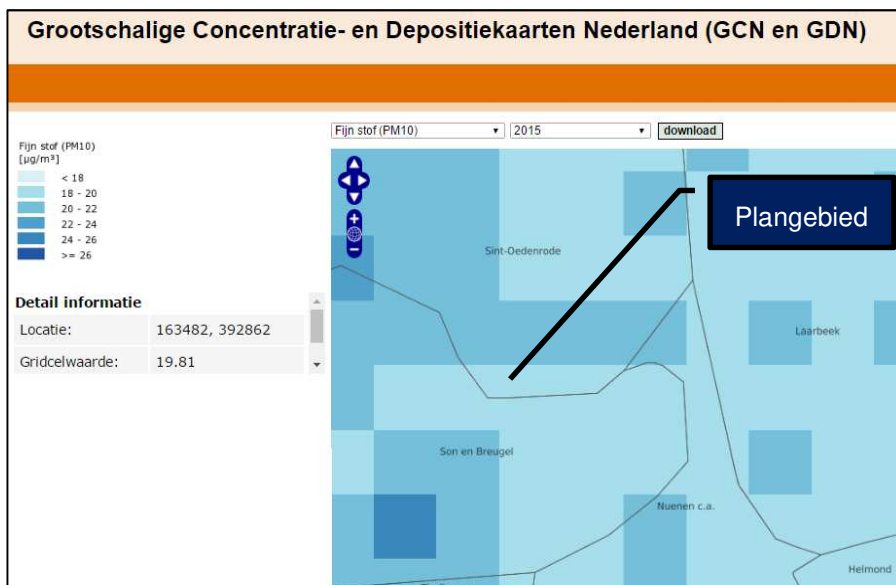 Grootschalige Concentratie- en Depositiekaarten Nederland (GCN en GDN)
Fijn stof (PM10) 2015 download
Fijn stof (PM10)
[µg/m³]
< 18
18 - 20
20 - 22
22 - 24
24 - 26
>= 26
Detail informatie
Locatie: 163482, 392862
Gridcelwaarde: 19.81
Plangebied
Sint-Oedenrode
Laarbeek
Son en Breugel
Nuenen c.a.
Helmond